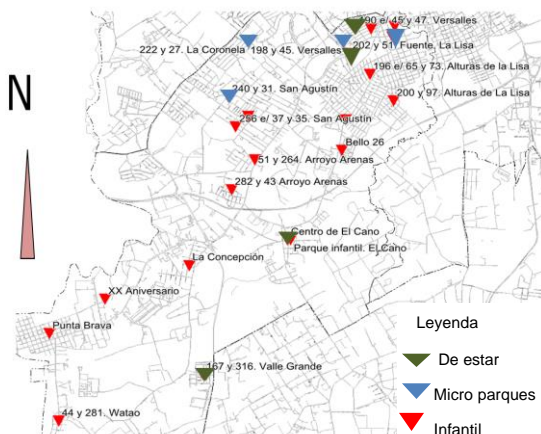 190 e/ 45 y 47. Versalles
222 y 27. La Coronela
198 y 45. Versalles
202 y 51. Fuente, La Lisa
196 e/ 65 y 73. Alturas de la Lisa
240 y 31. San Agustín
200 y 97. Alturas de La Lisa
256 e/ 37 y 35. San Agustín
Bello 26
51 y 264. Arroyo Arenas
282 y 43 Arroyo Arenas
N
Centro de El Cano
Parque infantil. El Cano
La Concepción
XX Aniversario
Punta Brava
167 y 316. Valle Grande
44 y 281. Watao
Leyenda
De estar
Micro parques
Infantil